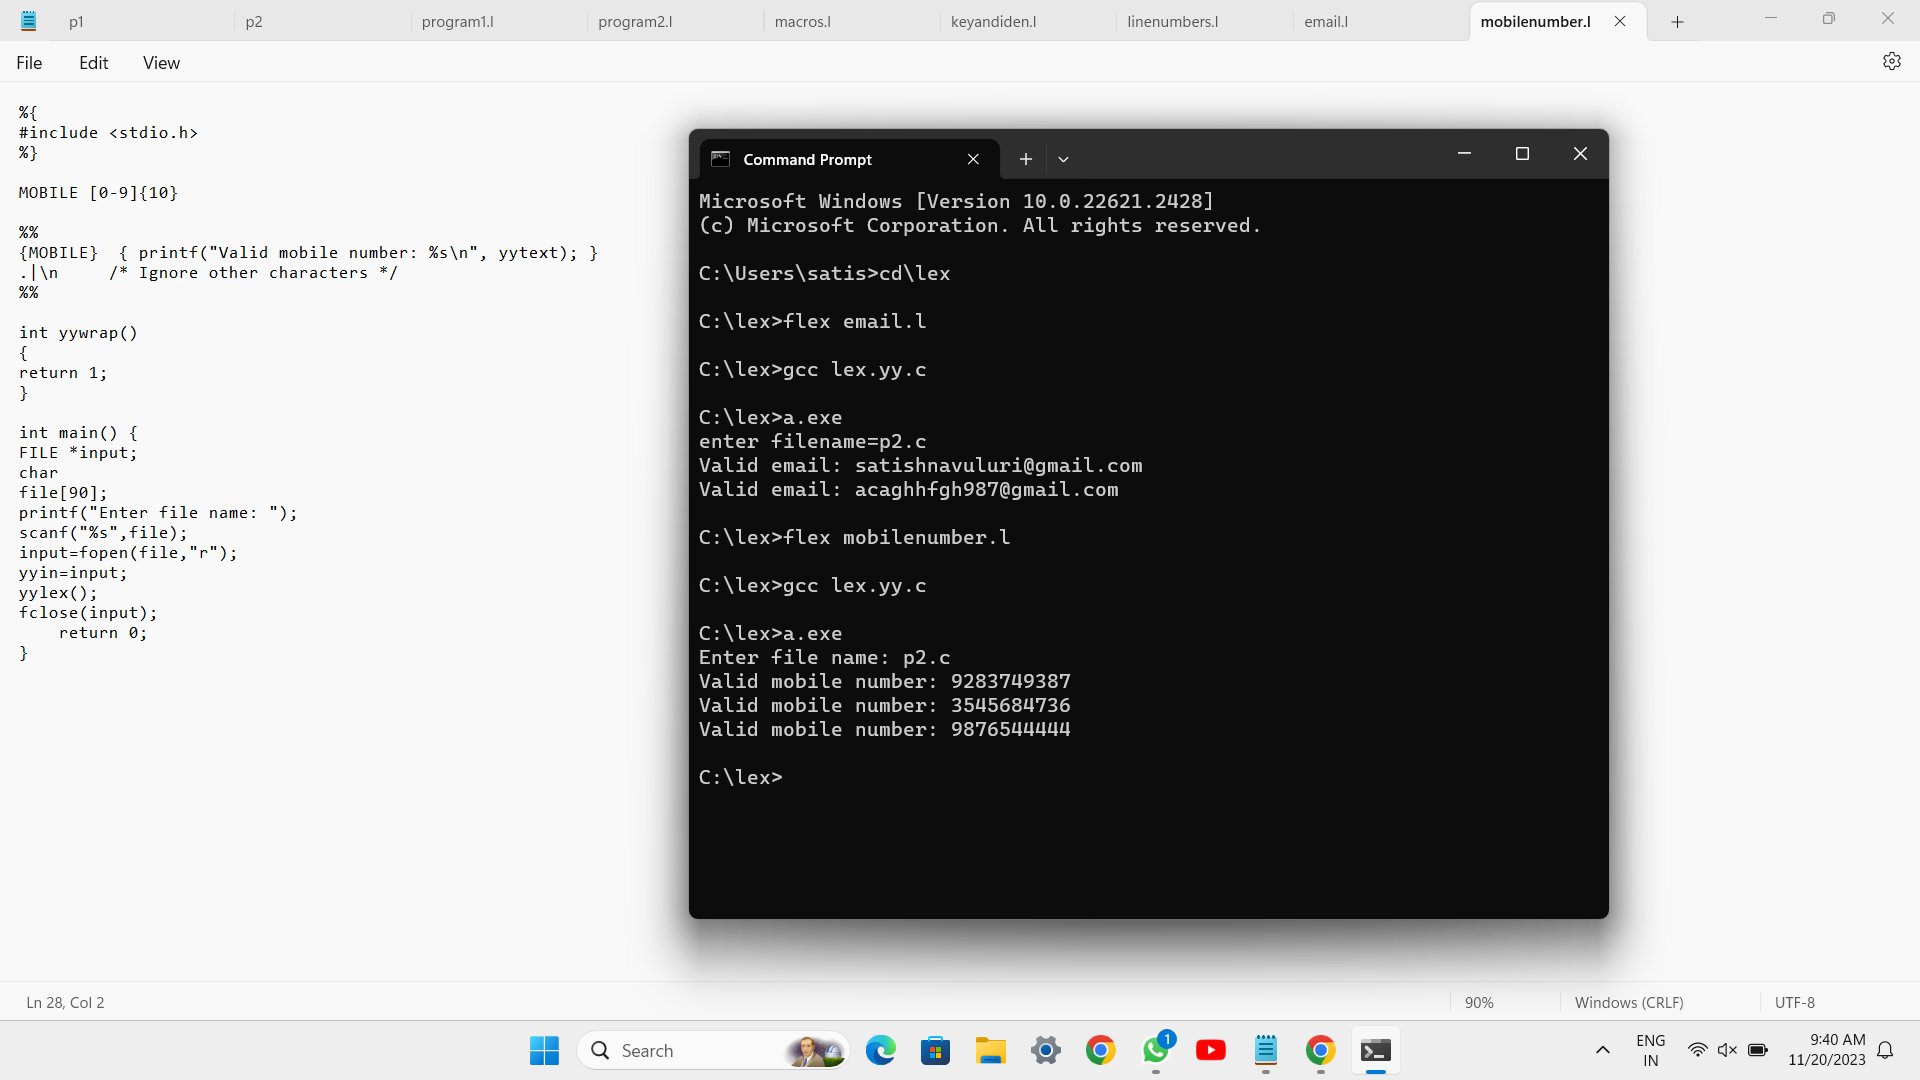 p1
p2
program1.l
program2.l
macros.l
keyandiden.l
linenumbers.l
email.l
mobilenumber.l
File Edit View
%{
#include <stdio.h>
%}
MOBILE [0-9]{10}
%%
{MOBILE}  { printf("Valid mobile number: %s\n", yytext); }
.|\n     /* Ignore other characters */
%%
int yywrap()
{
return 1;
}
int main() {
FILE *input;
char
file[90];
printf("Enter file name: ");
scanf("%s",file);
input=fopen(file,"r");
yyin=input;
yylex();
fclose(input);
    return 0;
}
Command Prompt
Microsoft Windows [Version 10.0.22621.2428]
(c) Microsoft Corporation. All rights reserved.
C:\Users\satis>cd\lex
C:\lex>flex email.l
C:\lex>gcc lex.yy.c
C:\lex>a.exe
enter filename=p2.c
Valid email: satishnavuluri@gmail.com
Valid email: acaghhfgh987@gmail.com
C:\lex>flex mobilenumber.l
C:\lex>gcc lex.yy.c
C:\lex>a.exe
Enter file name: p2.c
Valid mobile number: 9283749387
Valid mobile number: 3545684736
Valid mobile number: 9876544444
C:\lex>
Ln 28, Col 2
90%
Windows (CRLF)
UTF-8
Search
1
ENG
IN
9:40 AM
11/20/2023